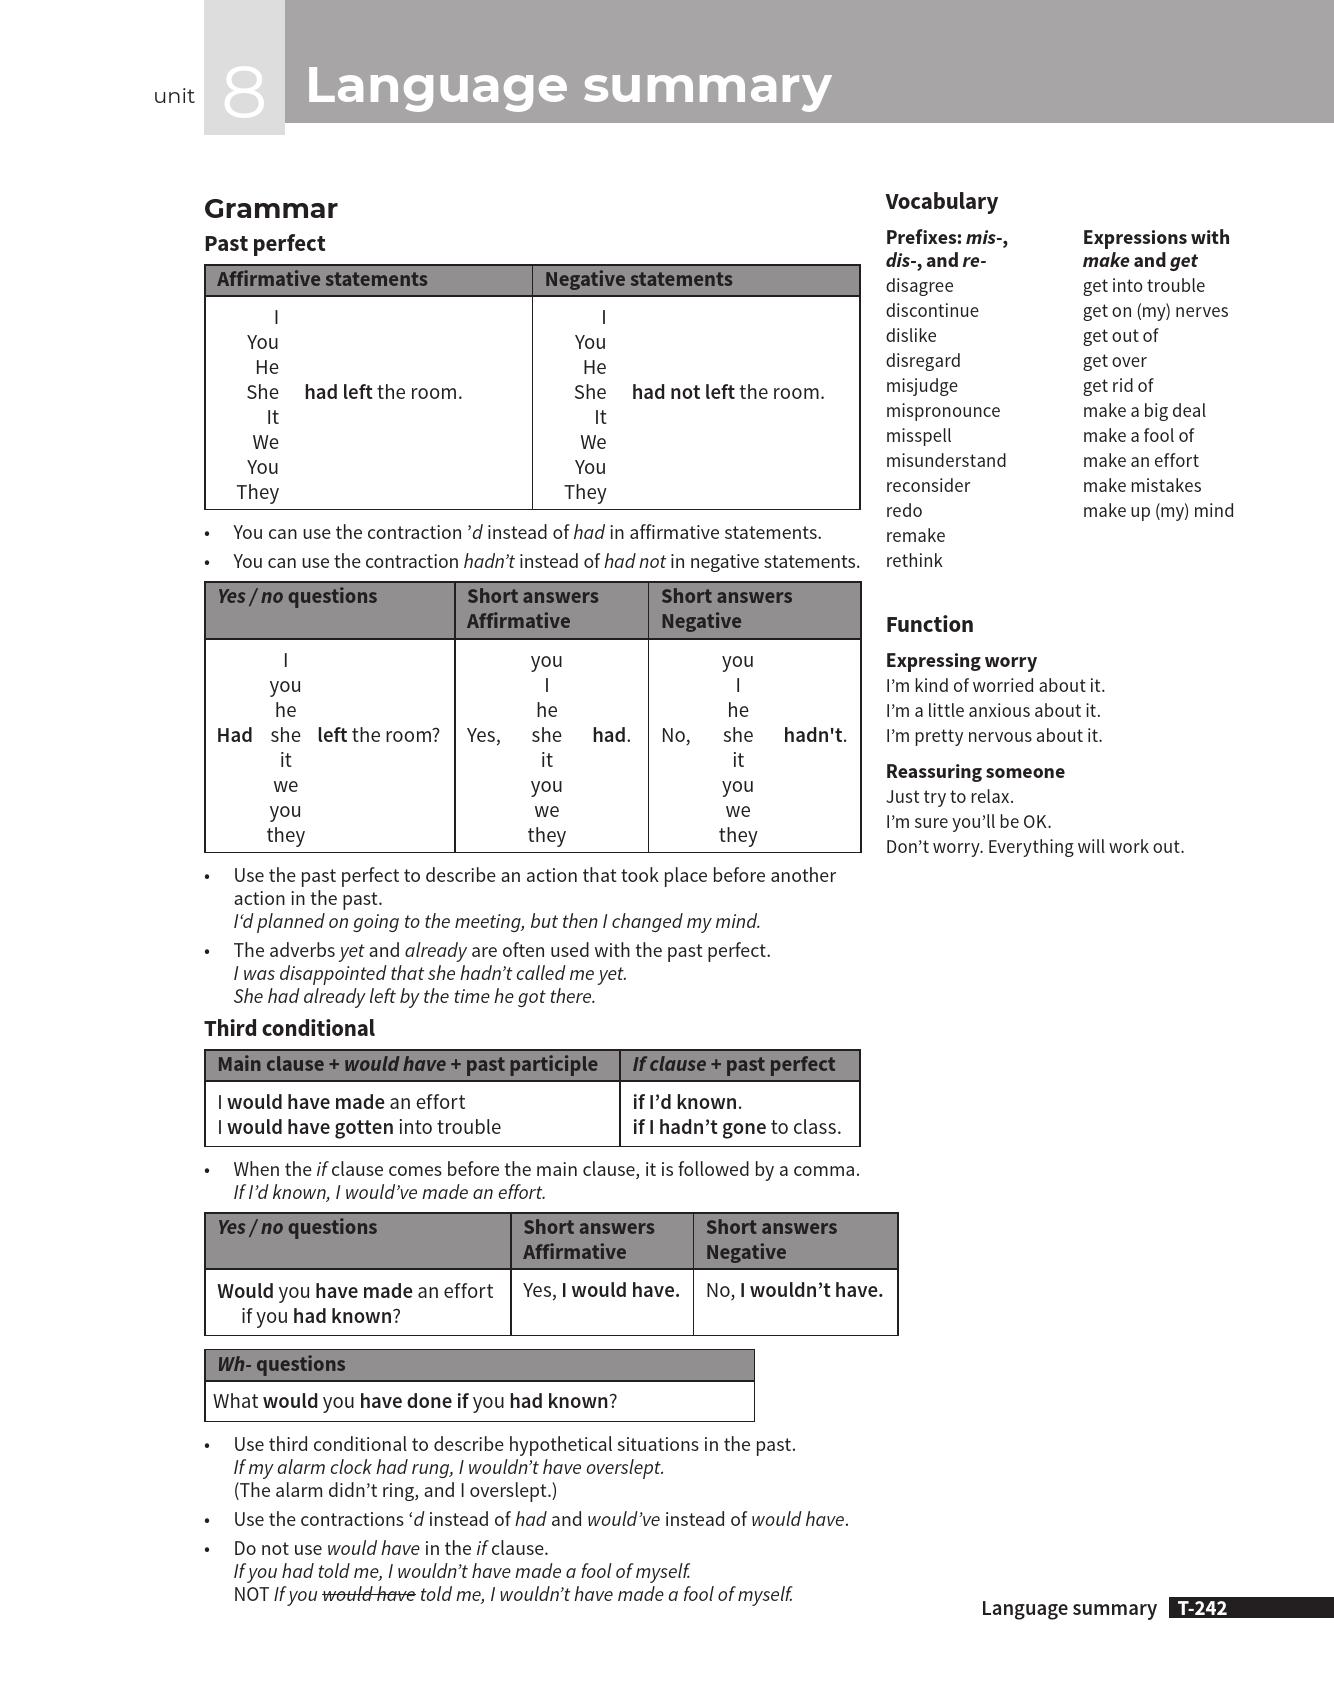 unit 8 Language summary
Grammar
Past perfect
Affirmative statements Negative statements
I I
You You
He He
She had left the room. She had not left the room.
It It
We We
You You
They They
• You can use the contraction ’d instead of had in affirmative statements.
• You can use the contraction hadn’t instead of had not in negative statements.
Yes / no questions Short answers Short answers
Affirmative Negative
I you you
you I I
he he he
Had she left the room? Yes, she had. No, she hadn't.
it it it
we you you
you we we
they they they
• Use the past perfect to describe an action that took place before another
action in the past.
I‘d planned on going to the meeting, but then I changed my mind.
• The adverbs yet and already are often used with the past perfect.
I was disappointed that she hadn’t called me yet.
She had already left by the time he got there.
Third conditional
Main clause + would have + past participle If clause + past perfect
I would have made an effort if I’d known.
I would have gotten into trouble if I hadn’t gone to class.
• When the if clause comes before the main clause, it is followed by a comma.
If I’d known, I would’ve made an effort.
Yes / no questions Short answers Short answers
Affirmative Negative
Would you have made an effort Yes, I would have. No, I wouldn’t have.
if you had known?
Wh- questions
What would you have done if you had known?
• Use third conditional to describe hypothetical situations in the past.
If my alarm clock had rung, I wouldn’t have overslept.
(The alarm didn’t ring, and I overslept.)
• Use the contractions ‘d instead of had and would’ve instead of would have.
• Do not use would have in the if clause.
If you had told me, I wouldn’t have made a fool of myself.
NOT If you would have told me, I wouldn’t have made a fool of myself.
Vocabulary
Prefixes: mis-,
dis-, and re-
disagree
discontinue
dislike
disregard
misjudge
mispronounce
misspell
misunderstand
reconsider
redo
remake
rethink
Expressions with
make and get
get into trouble
get on (my) nerves
get out of
get over
get rid of
make a big deal
make a fool of
make an effort
make mistakes
make up (my) mind
Function
Expressing worry
I’m kind of worried about it.
I’m a little anxious about it.
I’m pretty nervous about it.
Reassuring someone
Just try to relax.
I’m sure you’ll be OK.
Don’t worry. Everything will work out.
Language summary T-242